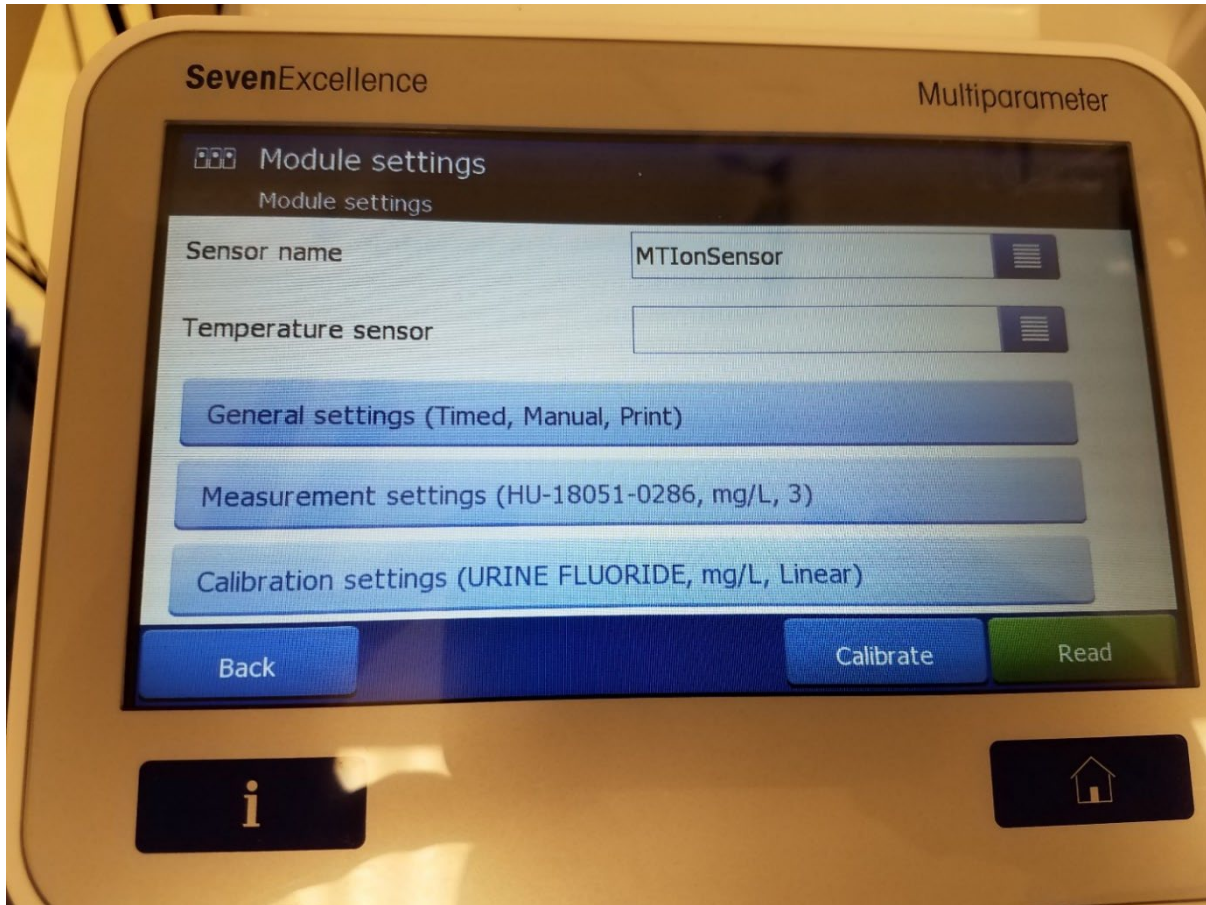 SevenExcellence
Multiparameter
Module settings
Module settings
Sensor name
MTIonSensor
Temperature sensor
General settings (Timed, Manual, Print)
Measurement settings (HU-18051-0286, mg/L, 3)
Calibration settings (URINE FLUORIDE, mg/L, Linear)
Back
Calibrate
Read
i